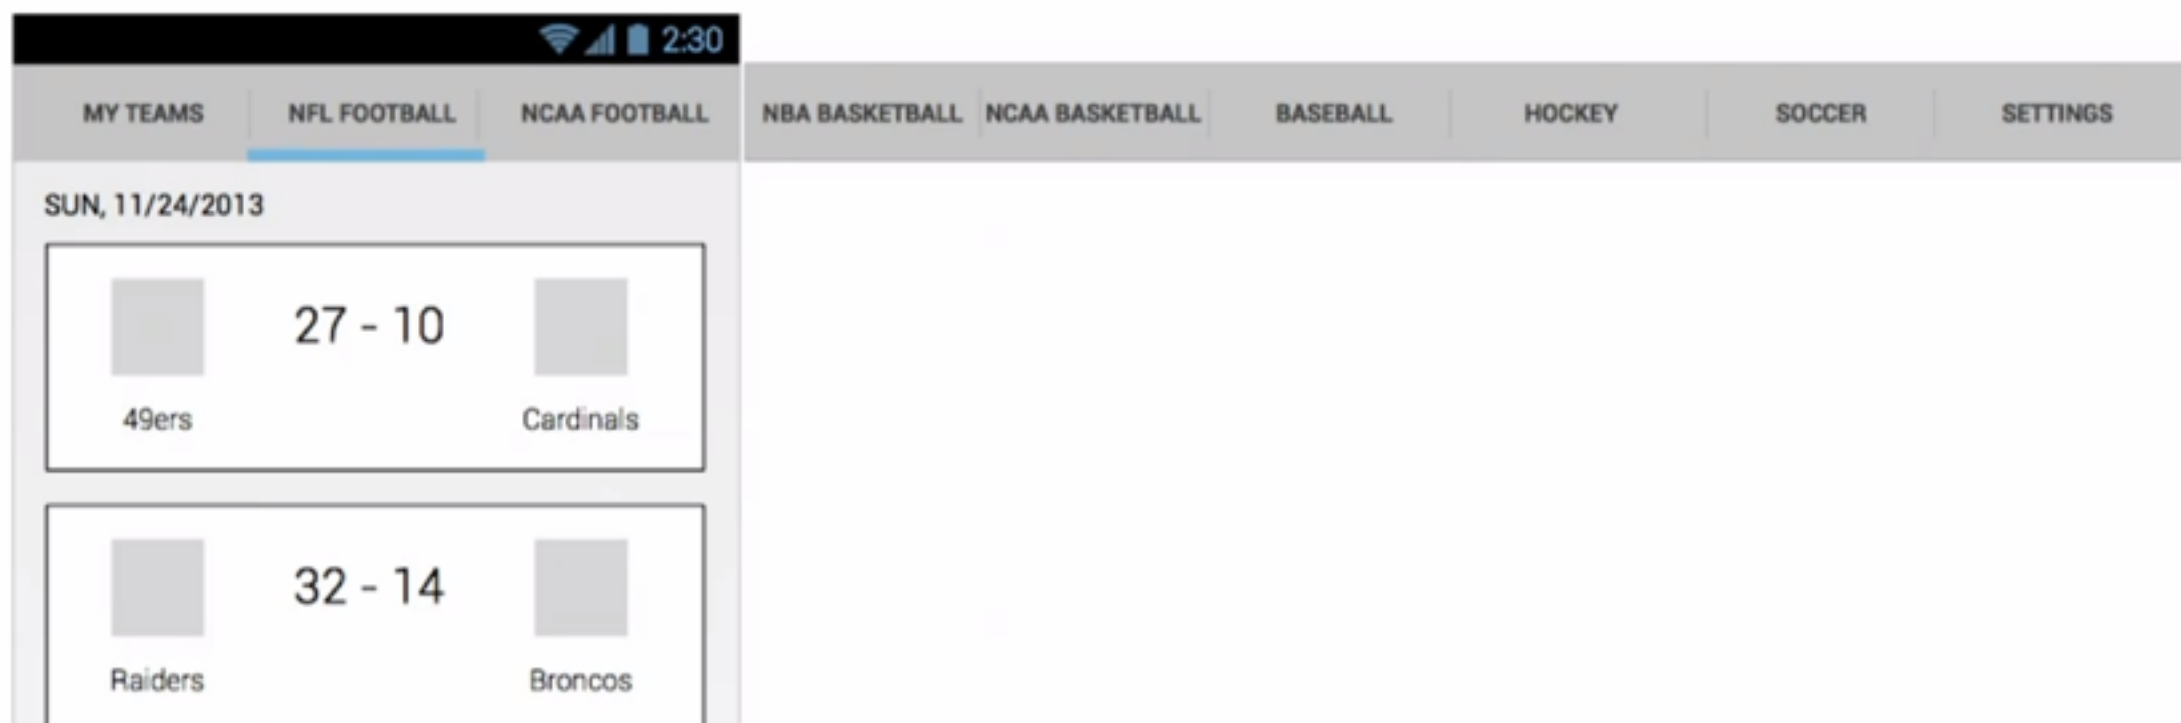 2:30
MY TEAMS NFL FOOTBALL NCAA FOOTBALL NBA BASKETBALL NCAA BASKETBALL BASEBALL HOCKEY SOCCER SETTINGS
SUN, 11/24/2013
27 - 10
49ers Cardinals
32 - 14
Raiders Broncos